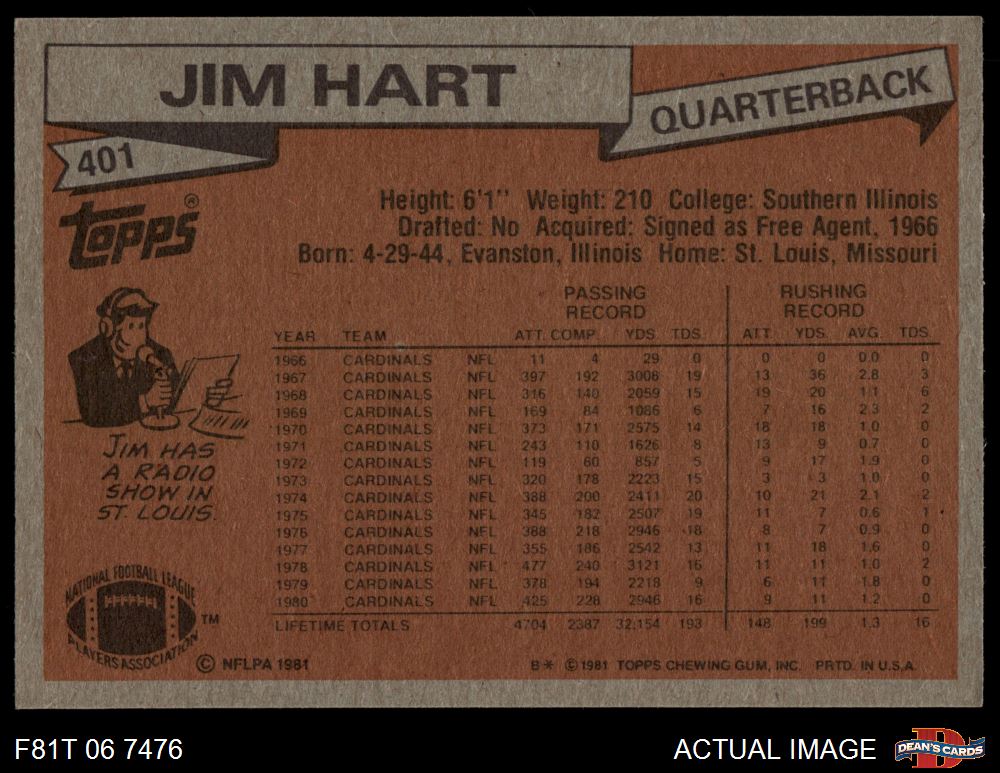 JIM HART
QUARTERBACK
401
Topps®
Height: 6'1" Weight: 210 College: Southern Illinois
Drafted: No Acquired: Signed as Free Agent, 1966
Born: 4-29-44, Evanston, Illinois Home: St. Louis, Missouri
PASSING RECORD RUSHING RECORD
YEAR TEAM ATT. COMP. YDS. TDS. ATT. YDS. AVG. TDS.
1966 CARDINALS NFL 11 4 29 0 0 0 0.0 0
1967 CARDINALS NFL 397 192 3008 19 13 36 2.8 3
1968 CARDINALS NFL 316 140 2059 15 19 20 1.1 6
1969 CARDINALS NFL 169 84 1086 6 7 16 2.3 2
1970 CARDINALS NFL 373 171 2575 14 18 18 1.0 0
1971 CARDINALS NFL 243 110 1626 8 13 9 0.7 0
1972 CARDINALS NFL 119 60 857 5 9 17 1.9 0
1973 CARDINALS NFL 320 178 2223 15 3 3 1.0 0
1974 CARDINALS NFL 388 200 2411 20 10 21 2.1 2
1975 CARDINALS NFL 345 182 2507 19 11 7 0.6 1
1976 CARDINALS NFL 388 218 2946 18 8 7 0.9 0
1977 CARDINALS NFL 355 186 2542 13 11 18 1.6 0
1978 CARDINALS NFL 477 240 3121 16 11 11 1.0 2
1979 CARDINALS NFL 378 194 2218 9 6 11 1.8 0
1980 CARDINALS NFL 425 228 2946 16 9 11 1.2 0
LIFETIME TOTALS 4704 2387 32,154 193 148 199 1.3 16
JIM HAS
A RADIO
SHOW IN
ST. LOUIS.
NATIONAL FOOTBALL LEAGUE
PLAYERS ASSOCIATION
TM
© NFLPA 1981
B* © 1981 TOPPS CHEWING GUM, INC. PRTD. IN U.S.A.
F81T 06 7476
ACTUAL IMAGE
D
DEAN'S CARDS